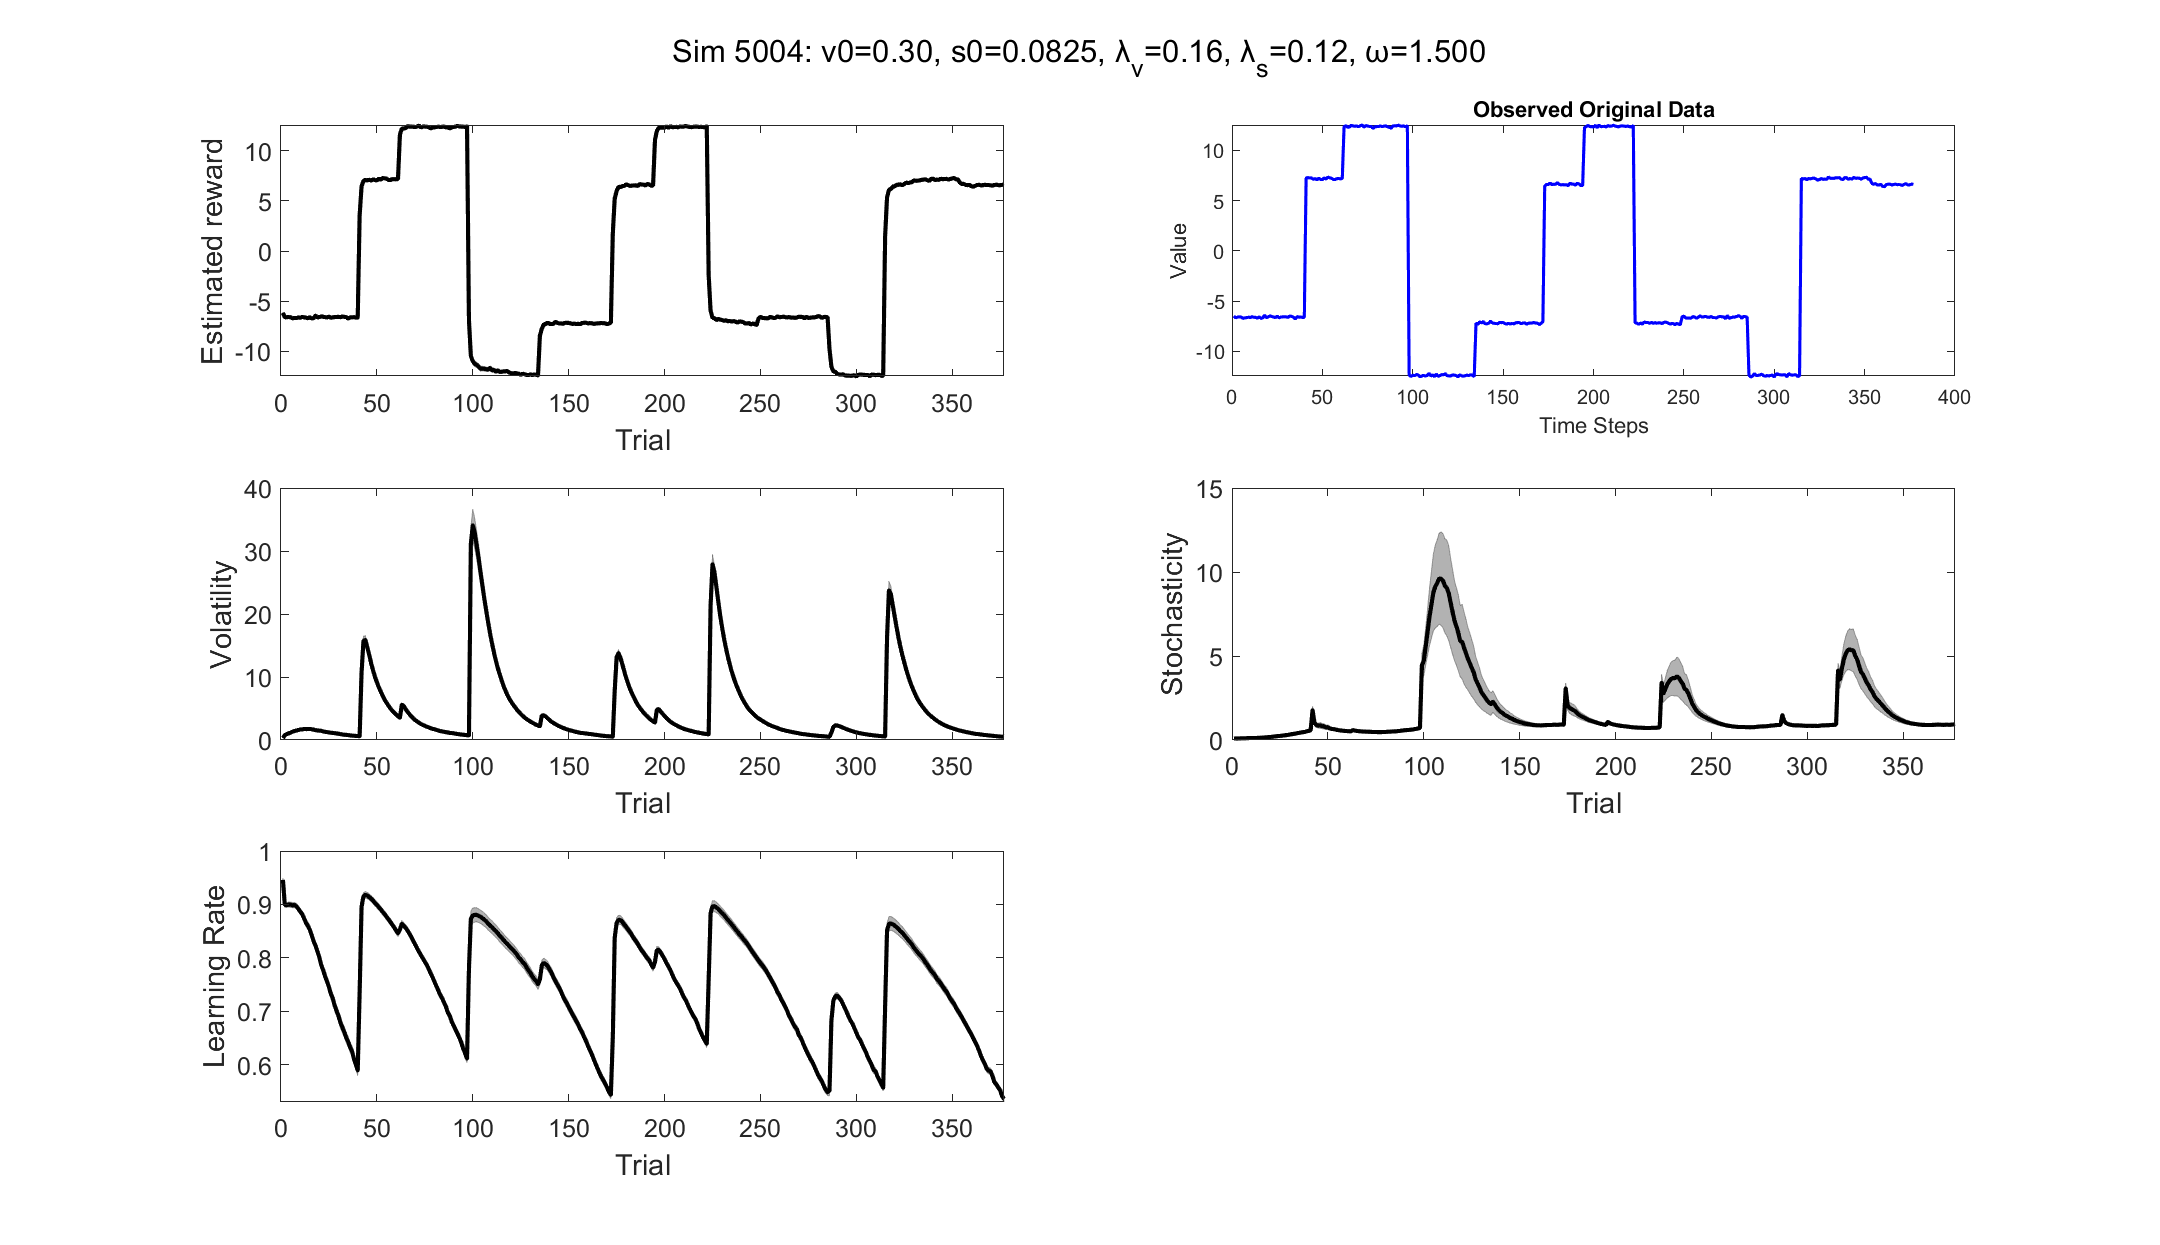 Sim 5004: v0=0.30, s0=0.0825, λv=0.16, λs=0.12, ω=1.500
Estimated reward
10
5
0
-5
-10
0 50 100 150 200 250 300 350
Trial
Observed Original Data
Value
10
5
0
-5
-10
0 50 100 150 200 250 300 350 400
Time Steps
Volatility
40
30
20
10
0
0 50 100 150 200 250 300 350
Trial
Stochasticity
15
10
5
0
0 50 100 150 200 250 300 350
Trial
Learning Rate
1
0.9
0.8
0.7
0.6
0 50 100 150 200 250 300 350
Trial